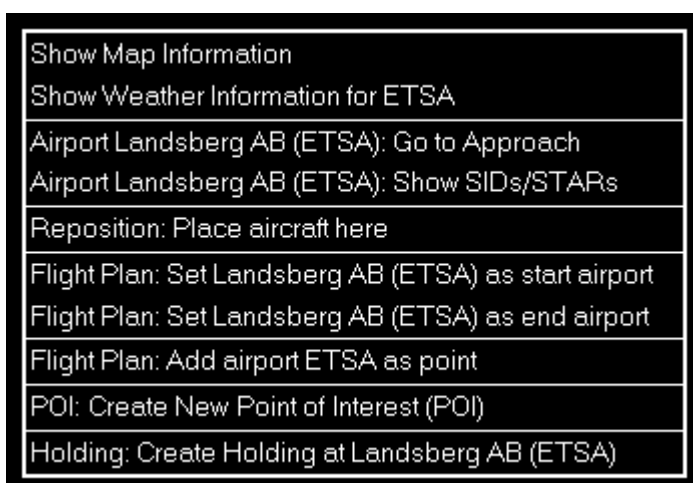 Show Map Information
Show Weather Information for ETSA
Airport Landsberg AB (ETSA): Go to Approach
Airport Landsberg AB (ETSA): Show SIDs/STARs
Reposition: Place aircraft here
Flight Plan: Set Landsberg AB (ETSA) as start airport
Flight Plan: Set Landsberg AB (ETSA) as end airport
Flight Plan: Add airport ETSA as point
POI: Create New Point of Interest (POI)
Holding: Create Holding at Landsberg AB (ETSA)